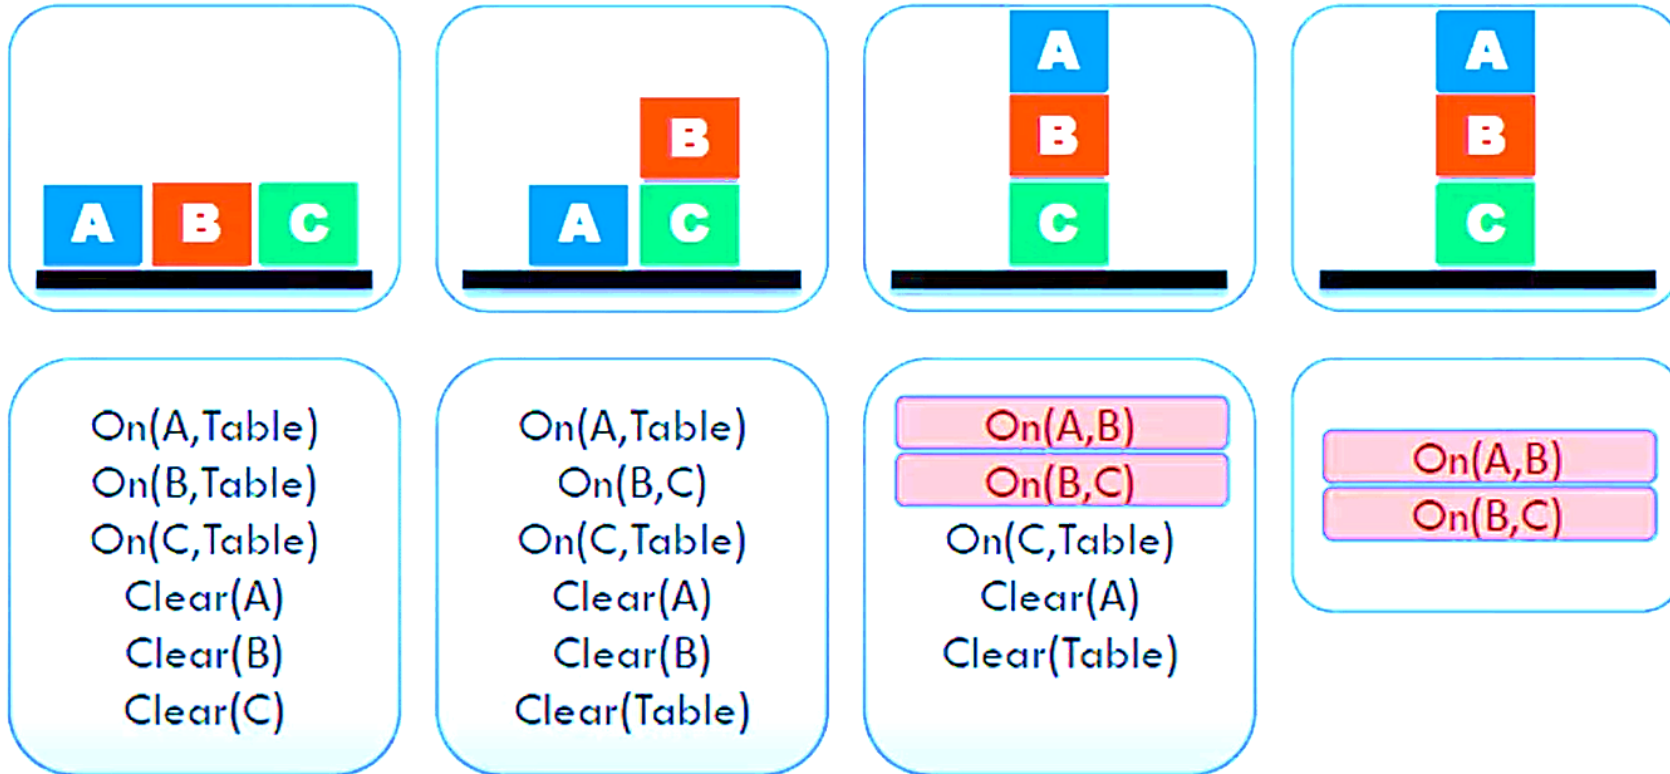 A B C
B
A C
A
B
C
A
B
C
On(A,Table)
On(B,Table)
On(C,Table)
Clear(A)
Clear(B)
Clear(C)
On(A,Table)
On(B,C)
On(C,Table)
Clear(A)
Clear(B)
Clear(Table)
On(A,B)
On(B,C)
On(C,Table)
Clear(A)
Clear(Table)
On(A,B)
On(B,C)